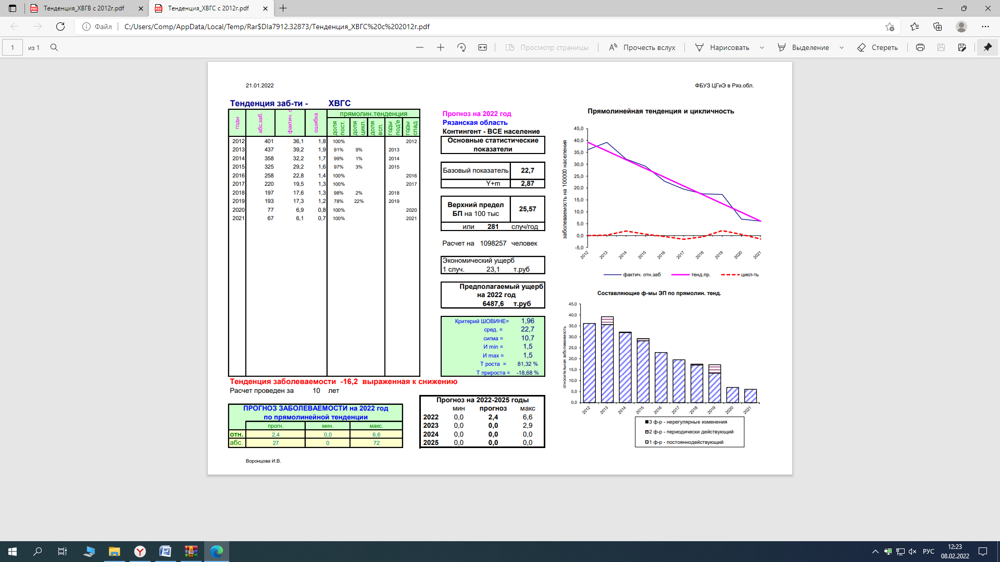 Тенденция_ХВГВ с 2012г.pdf
Тенденция_ХВГС с 2012г.pdf
Файл C:/Users/Comp/AppData/Local/Temp/Rar$DIa7912.32873/Тенденция_ХВГС%20с%202012г.pdf
1 из 1 Просмотр страницы Прочесть вслух Нарисовать Выделение Стереть
21.01.2022 ФБУЗ ЦГиЭ в Ряз.обл.
Тенденция заб-ти - ХВГС
годы абс.заб. фактич. о ошибка прямолин.тенденция
доля пост. доля цикл. доля всп. годы под'е годы спад
2012 401 36,1 1,8 100% 2012
2013 437 39,2 1,9 91% 9% 2013
2014 358 32,2 1,7 99% 1% 2014
2015 325 29,2 1,6 97% 3% 2015
2016 258 22,8 1,4 100% 2016
2017 220 19,5 1,3 100% 2017
2018 197 17,6 1,3 98% 2% 2018
2019 193 17,3 1,2 78% 22% 2019
2020 77 6,9 0,8 100% 2020
2021 67 6,1 0,7 100% 2021
Тенденция заболеваемости -16,2 выраженная к снижению
Расчет проведен за 10 лет
ПРОГНОЗ ЗАБОЛЕВАЕМОСТИ на 2022 год
по прямолинейной тенденции
прогн. мин. макс.
отн. 2,4 0,0 6,6
абс. 27 0 72
Воронцова И.В.
Прогноз на 2022 год
Рязанская область
Контингент - ВСЕ население
Основные статистические
показатели
Базовый показатель 22,7
Y+m 2,87
Верхний предел
БП на 100 тыс 25,57
или 281 случ/год
Расчет на 1098257 человек
Экономический ущерб
1 случ. 23,1 т.руб
Предполагаемый ущерб
на 2022 год
6487,6 т.руб
Критерий ШОВИНЕ= 1,96
сред. = 22,7
сигма = 10,7
И min = 1,5
И max = 1,5
Т роста = 81,32 %
Т прироста = -18,68 %
Прогноз на 2022-2025 годы
мин прогноз макс
2022 0,0 2,4 6,6
2023 0,0 0,0 2,9
2024 0,0 0,0 0,0
2025 0,0 0,0 0,0
Прямолинейная тенденция и цикличность
заболеваемость на 100000 населения
45,0
40,0
35,0
30,0
25,0
20,0
15,0
10,0
5,0
0,0
-5,0
2012 2013 2014 2015 2016 2017 2018 2019 2020 2021
фактич. отн.заб тенд.пр. цикл-ть
Составляющие ф-мы ЭП по прямолин. тенд.
относительная заболеваемость
45,0
40,0
35,0
30,0
25,0
20,0
15,0
10,0
5,0
0,0
2012 2013 2014 2015 2016 2017 2018 2019 2020 2021
3 ф-р - нерегулярные изменения
2 ф-р - периодически действующий
1 ф-р - постояннодействующий
РУС 12:23
08.02.2022